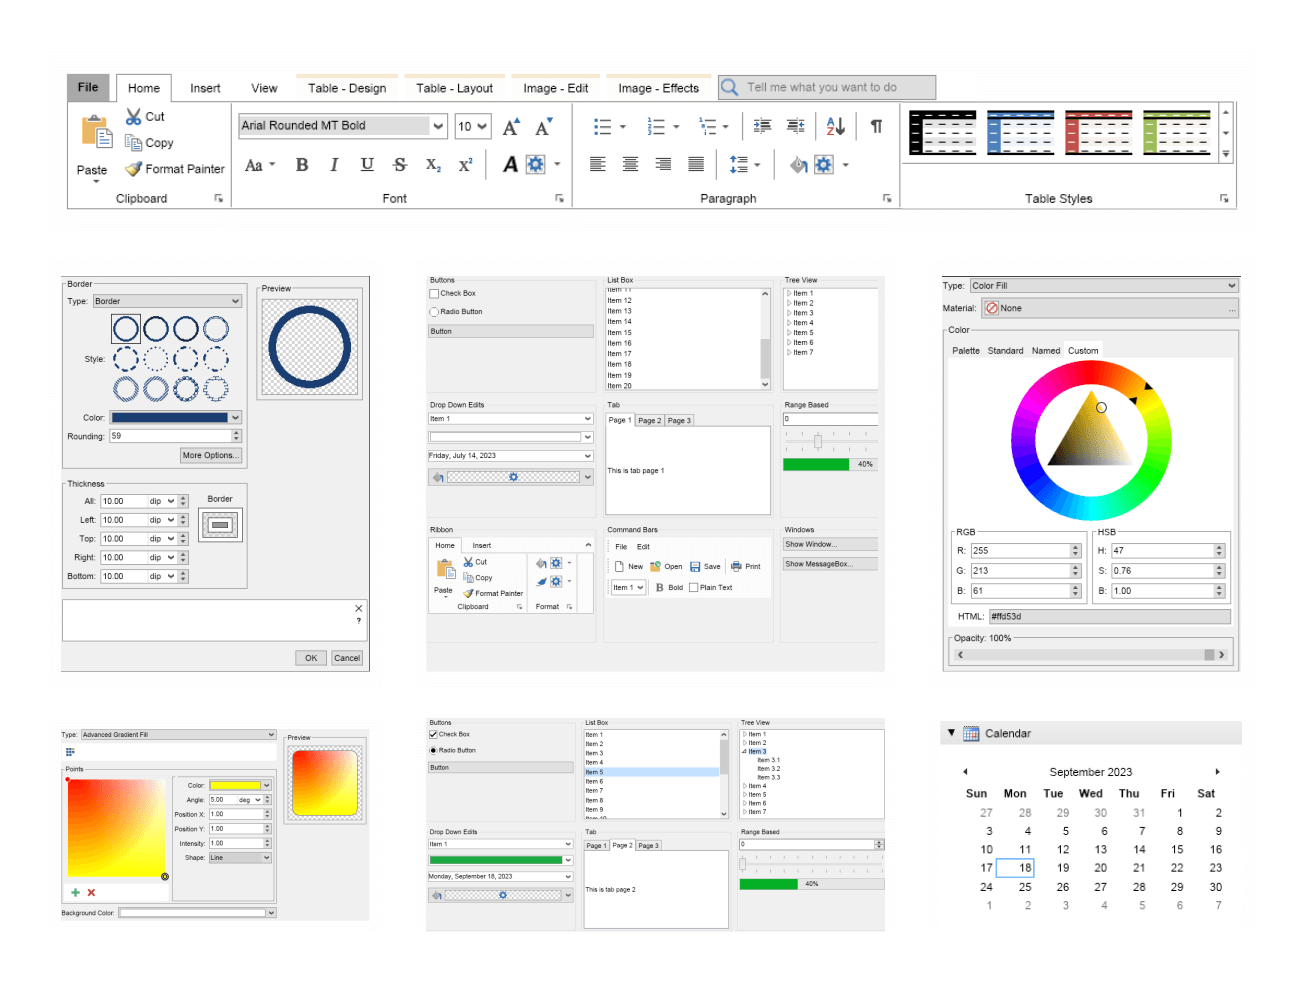 File Home Insert View Table - Design Table - Layout Image - Edit Image - Effects Tell me what you want to do
Cut
Copy
Format Painter
Paste
Clipboard
Arial Rounded MT Bold 10 A A
Aa B I U S X2 X2 A
Font
A Z ¶
Paragraph
Table Styles
Border
Type: Border
Style:
Color:
Rounding: 59
More Options...
Preview
Thickness
All: 10.00 dip
Left: 10.00 dip
Top: 10.00 dip
Right: 10.00 dip
Bottom: 10.00 dip
Border
?
OK Cancel
Buttons
Check Box
Radio Button
Button
List Box
Item 11
Item 12
Item 13
Item 14
Item 15
Item 16
Item 17
Item 18
Item 19
Item 20
Tree View
Item 1
Item 2
Item 3
Item 4
Item 5
Item 6
Item 7
Drop Down Edits
Item 1
Friday, July 14, 2023
Tab
Page 1 Page 2 Page 3
This is tab page 1
Range Based
0
40%
Ribbon
Home Insert
Cut
Copy
Format Painter
Paste
Clipboard
Format
Command Bars
File Edit
New Open Save Print
Item 1 B Bold Plain Text
Windows
Show Window...
Show MessageBox...
Type: Color Fill
Material: None ...
Color
Palette Standard Named Custom
RGB
R: 255
G: 213
B: 61
HSB
H: 47
S: 0.76
B: 1.00
HTML: #ffd53d
Opacity: 100%
Type: Advanced Gradient Fill
Points
Color:
Angle: 5.00 deg
Position X: 1.00
Position Y: 1.00
Intensity: 1.00
Shape: Line
Background Color:
Preview
Buttons
Check Box
Radio Button
Button
List Box
Item 1
Item 2
Item 3
Item 4
Item 5
Item 6
Item 7
Item 8
Item 9
Item 10
Tree View
Item 1
Item 2
Item 3
Item 3.1
Item 3.2
Item 3.3
Item 4
Item 5
Item 6
Item 7
Drop Down Edits
Item 1
Monday, September 18, 2023
Tab
Page 1 Page 2 Page 3
This is tab page 2
Range Based
0
40%
Calendar
September 2023
Sun Mon Tue Wed Thu Fri Sat
27 28 29 30 31 1 2
3 4 5 6 7 8 9
10 11 12 13 14 15 16
17 18 19 20 21 22 23
24 25 26 27 28 29 30
1 2 3 4 5 6 7